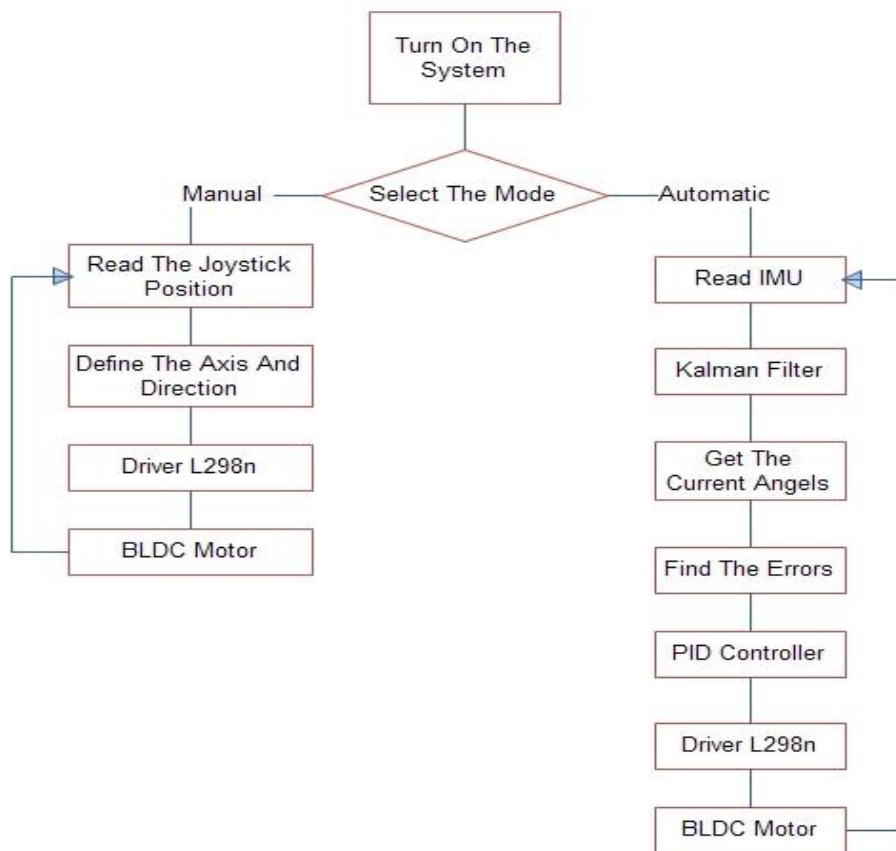 Turn On The
System
Manual
Select The Mode
Automatic
Read The Joystick
Position
Define The Axis And
Direction
Driver L298n
BLDC Motor
Read IMU
Kalman Filter
Get The
Current Angels
Find The Errors
PID Controller
Driver L298n
BLDC Motor